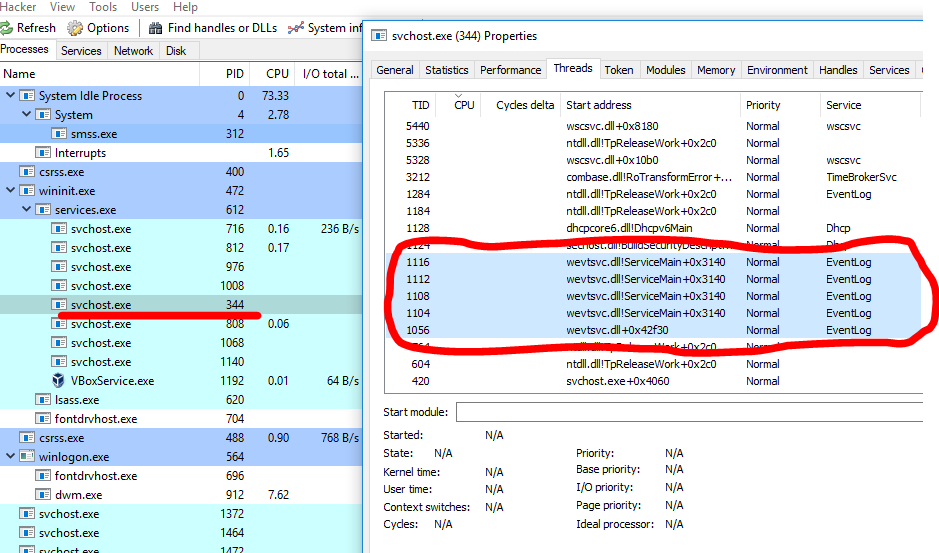 Hacker View Tools Users Help
Refresh Options Find handles or DLLs System inf
Processes Services Network Disk
Name PID CPU I/O total ...
System Idle Process 0 73.33
System 4 2.78
smss.exe 312
Interrupts 1.65
csrss.exe 400
wininit.exe 472
services.exe 612
svchost.exe 716 0.16 236 B/s
svchost.exe 812 0.17
svchost.exe 976
svchost.exe 1008
svchost.exe 344
svchost.exe 808 0.06
svchost.exe 1068
svchost.exe 1140
VBoxService.exe 1192 0.01 64 B/s
lsass.exe 620
fontdrvhost.exe 704
csrss.exe 488 0.90 768 B/s
winlogon.exe 564
fontdrvhost.exe 696
dwm.exe 912 7.62
svchost.exe 1372
svchost.exe 1464
svchost.exe 1472
svchost.exe (344) Properties
General Statistics Performance Threads Token Modules Memory Environment Handles Services
TID CPU Cycles delta Start address Priority Service
5440 wscsvc.dll+0x8180 Normal wscsvc
5336 ntdll.dll!TpReleaseWork+0x2c0 Normal
5328 wscsvc.dll+0x10b0 Normal wscsvc
3212 combase.dll!RoTransformError+... Normal TimeBrokerSvc
1284 ntdll.dll!TpReleaseWork+0x2c0 Normal EventLog
1184 ntdll.dll!TpReleaseWork+0x2c0 Normal
1128 dhcpcore6.dll!Dhcpv6Main Normal Dhcp
1124 Normal
1116 wevtsvc.dll!ServiceMain+0x3140 Normal EventLog
1112 wevtsvc.dll!ServiceMain+0x3140 Normal EventLog
1108 wevtsvc.dll!ServiceMain+0x3140 Normal EventLog
1104 wevtsvc.dll!ServiceMain+0x3140 Normal EventLog
1056 wevtsvc.dll+0x42f30 Normal EventLog
764 ntdll.dll!TpReleaseWork+0x2c0 Normal
604 ntdll.dll!TpReleaseWork+0x2c0 Normal
420 svchost.exe+0x4060 Normal
Start module:
Started: N/A
State: N/A Priority: N/A
Kernel time: N/A Base priority: N/A
User time: N/A I/O priority: N/A
Context switches: N/A Page priority: N/A
Cycles: N/A Ideal processor: N/A